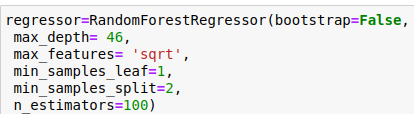 regressor=RandomForestRegressor(bootstrap=False,
max_depth= 46,
max_features= 'sqrt',
min_samples_leaf=1,
min_samples_split=2,
n_estimators=100)